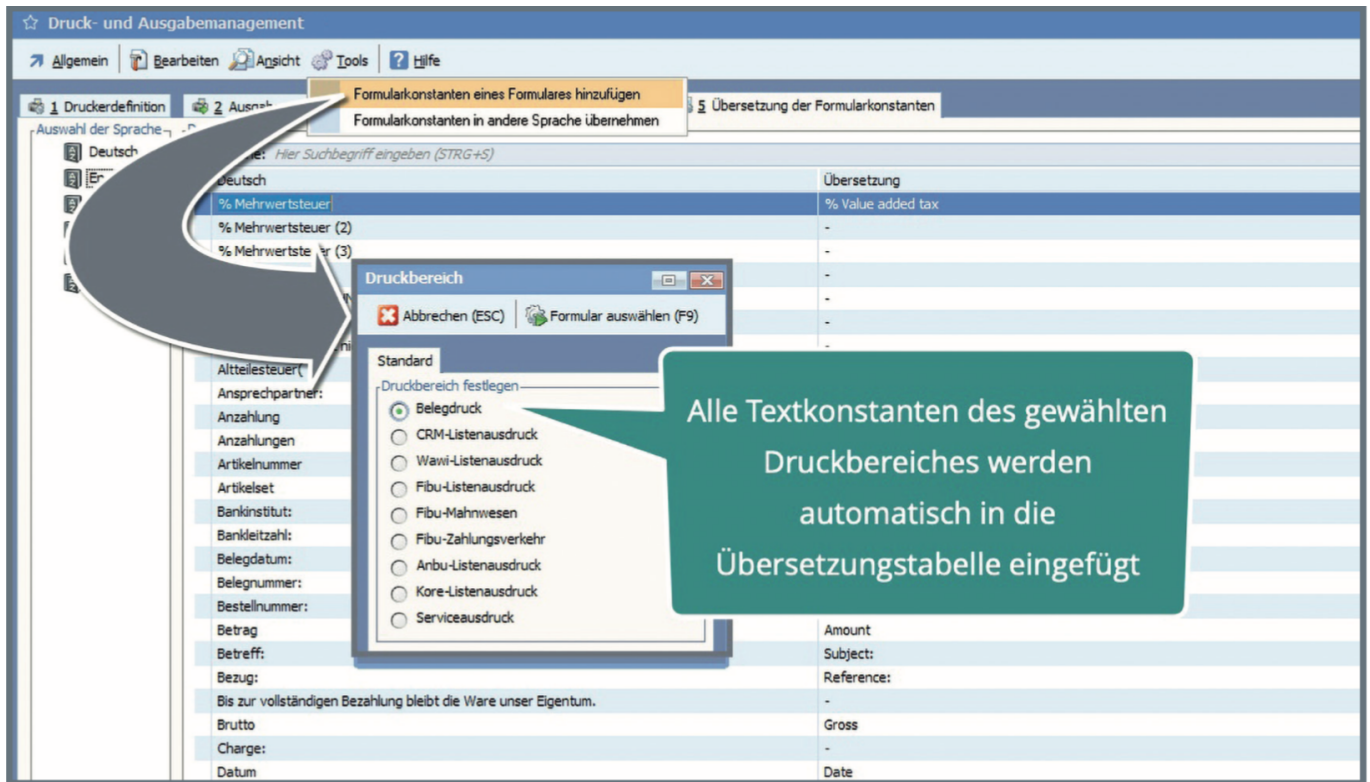 Druck- und Ausgabemanagement
Allgemein Bearbeiten Ansicht Tools Hilfe
Formularkonstanten eines Formulares hinzufügen
Formularkonstanten in andere Sprache übernehmen
1 Druckerdefinition 2 5 Übersetzung der Formularkonstanten
Auswahl der Sprache
Deutsch
Hier Suchbegriff eingeben (STRG+S)
Deutsch Übersetzung
% Mehrwertsteuer % Value added tax
% Mehrwertsteuer (2) -
% Mehrwertsteuer (3) -
-
-
-
-
Altteilesteuer(
Ansprechpartner:
Anzahlung
Anzahlungen
Artikelnummer
Artikelset
Bankinstitut:
Bankleitzahl:
Belegdatum:
Belegnummer:
Bestellnummer:
Betrag Amount
Betreff: Subject:
Bezug: Reference:
Bis zur vollständigen Bezahlung bleibt die Ware unser Eigentum. -
Brutto Gross
Charge: -
Datum Date
Druckbereich
Abbrechen (ESC) Formular auswählen (F9)
Standard
Druckbereich festlegen
Belegdruck
CRM-Listenausdruck
Wawi-Listenausdruck
Fibu-Listenausdruck
Fibu-Mahnwesen
Fibu-Zahlungsverkehr
Anbu-Listenausdruck
Kore-Listenausdruck
Serviceausdruck
Alle Textkonstanten des gewählten
Druckbereiches werden
automatisch in die
Übersetzungstabelle eingefügt